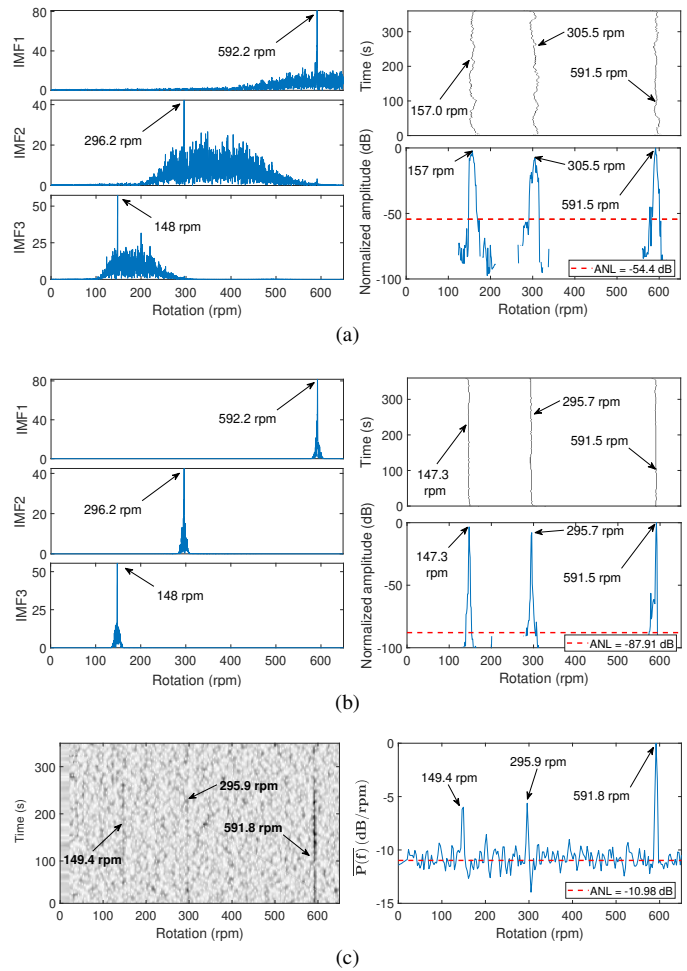 80
60
40
20
0
IMF1
592.2 rpm
40
20
0
IMF2
296.2 rpm
50
25
0
IMF3
148 rpm
0 100 200 300 400 500 600
Rotation (rpm)
300
200
100
0
Time (s)
305.5 rpm
591.5 rpm
157.0 rpm
0
-50
-100
Normalized amplitude (dB)
157 rpm
305.5 rpm
591.5 rpm
ANL = -54.4 dB
0 100 200 300 400 500 600
Rotation (rpm)
(a)
80
40
0
IMF1
592.2 rpm
40
20
0
IMF2
296.2 rpm
50
25
0
IMF3
148 rpm
0 100 200 300 400 500 600
Rotation (rpm)
300
200
100
0
Time (s)
295.7 rpm
591.5 rpm
147.3
rpm
0
-50
-100
Normalized amplitude (dB)
147.3
rpm
295.7 rpm
591.5 rpm
ANL = -87.91 dB
0 100 200 300 400 500 600
Rotation (rpm)
(b)
300
200
100
0
Time (s)
295.9 rpm
591.8 rpm
149.4 rpm
0 100 200 300 400 500 600
Rotation (rpm)
0
-5
-10
-15
P(f) (dB/rpm)
149.4 rpm
295.9 rpm
591.8 rpm
ANL = -10.98 dB
0 100 200 300 400 500 600
Rotation (rpm)
(c)